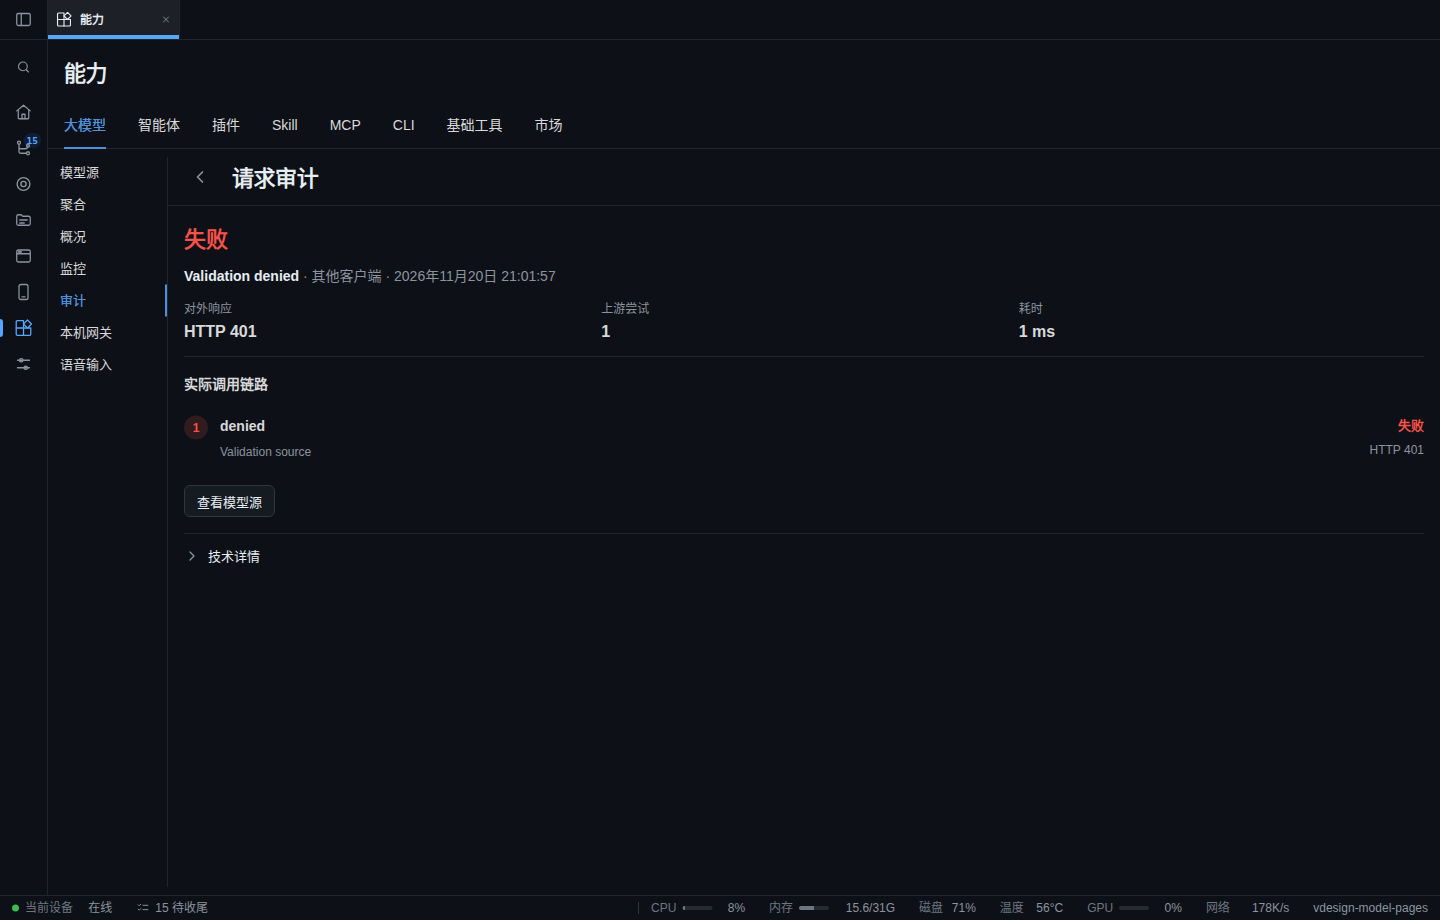 能力
15
能力
大模型 智能体 插件 Skill MCP CLI 基础工具 市场
模型源
聚合
概况
监控
审计
本机网关
语音输入
请求审计
失败
Validation denied · 其他客户端 · 2026年11月20日 21:01:57
对外响应 上游尝试 耗时
HTTP 401 1 1 ms
实际调用链路
1 denied 失败
Validation source HTTP 401
查看模型源
技术详情
当前设备 在线 15 待收尾 CPU 8% 内存 15.6/31G 磁盘 71% 温度 56°C GPU 0% 网络 178K/s vdesign-model-pages